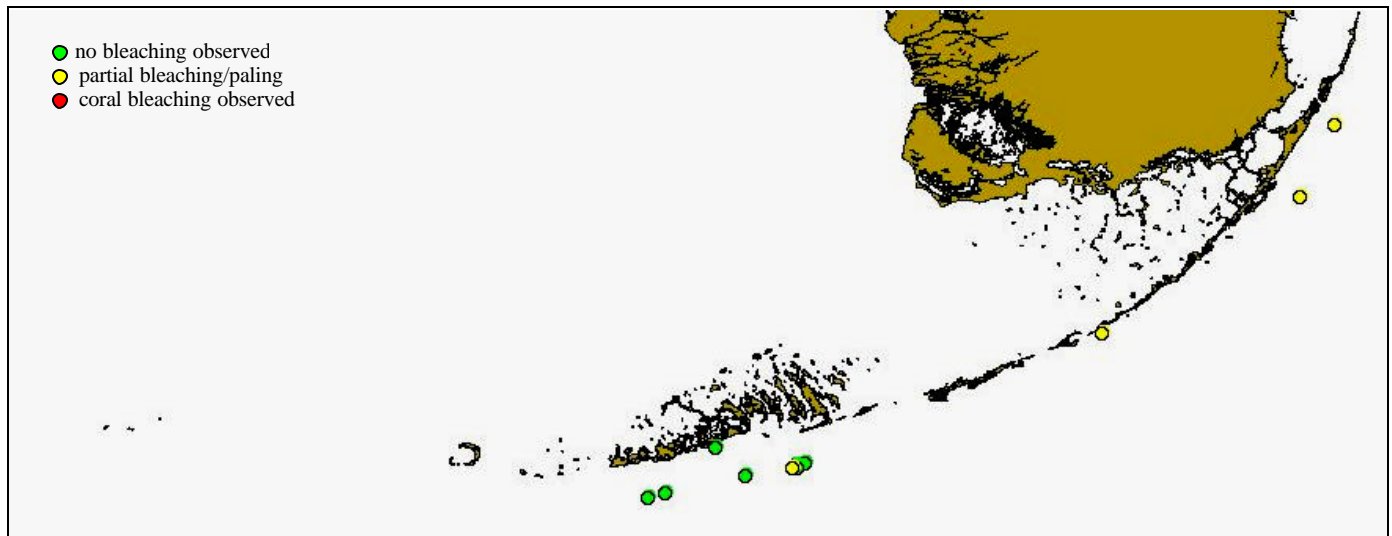 no bleaching observed
partial bleaching/paling
coral bleaching observed